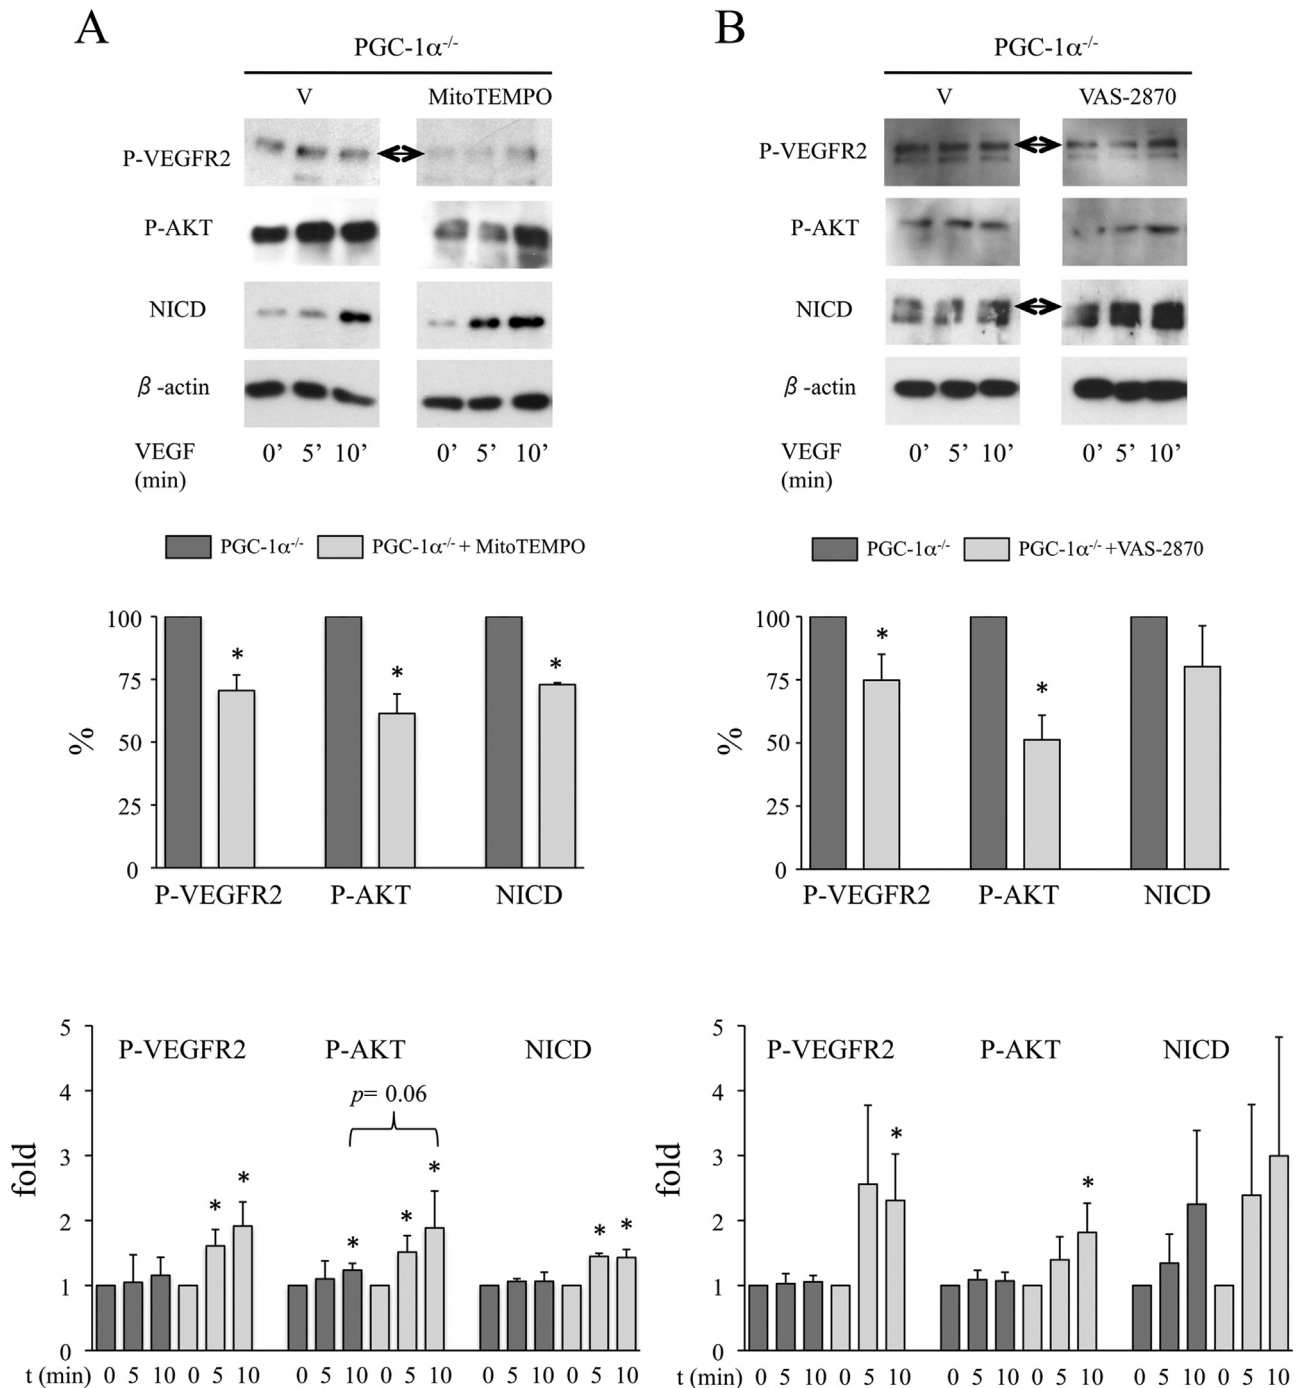 A
PGC-1α-/-
V MitoTEMPO
P-VEGFR2
P-AKT
NICD
β-actin
VEGF 0’ 5’ 10’ 0’ 5’ 10’
(min)
PGC-1α-/- PGC-1α-/- + MitoTEMPO
100
75
50
25
0
%
* * *
P-VEGFR2 P-AKT NICD
5
4
3
2
1
0
fold
P-VEGFR2 P-AKT NICD
p= 0.06
* * * * * * *
t (min) 0 5 10 0 5 10 0 5 10 0 5 10 0 5 10 0 5 10
B
PGC-1α-/-
V VAS-2870
P-VEGFR2
P-AKT
NICD
β-actin
VEGF 0’ 5’ 10’ 0’ 5’ 10’
(min)
PGC-1α-/- PGC-1α-/- +VAS-2870
100
75
50
25
0
%
* *
P-VEGFR2 P-AKT NICD
5
4
3
2
1
0
fold
P-VEGFR2 P-AKT NICD
* *
t (min) 0 5 10 0 5 10 0 5 10 0 5 10 0 5 10 0 5 10